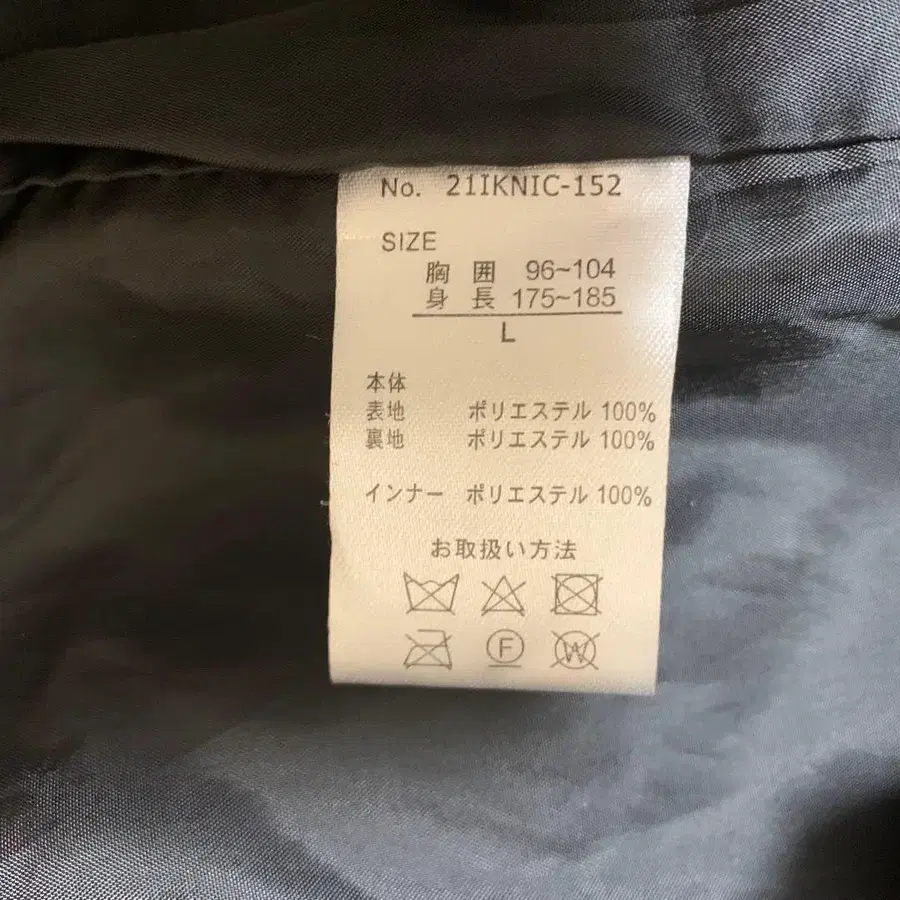 No. 21IKNIC-152
SIZE
胸囲 96~104
身長 175~185
L
本体
表地 ポリエステル 100%
裏地 ポリエステル 100%
インナー ポリエステル 100%
お取扱い方法
F W